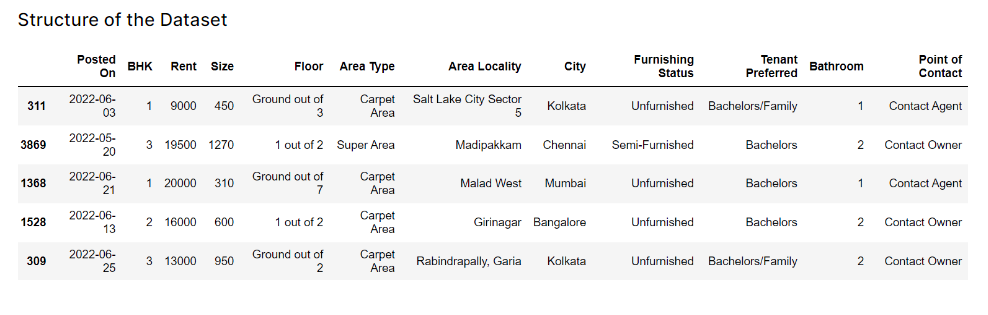 Structure of the Dataset
Posted On BHK Rent Size Floor Area Type Area Locality City Furnishing Status Tenant Preferred Bathroom Point of Contact
311 2022-06-03 1 9000 450 Ground out of 3 Carpet Area Salt Lake City Sector 5 Kolkata Unfurnished Bachelors/Family 1 Contact Agent
3869 2022-05-20 3 19500 1270 1 out of 2 Super Area Madipakkam Chennai Semi-Furnished Bachelors 2 Contact Owner
1368 2022-06-21 1 20000 310 Ground out of 7 Carpet Area Malad West Mumbai Unfurnished Bachelors 1 Contact Agent
1528 2022-06-13 2 16000 600 1 out of 2 Carpet Area Girinagar Bangalore Unfurnished Bachelors 2 Contact Owner
309 2022-06-25 3 13000 950 Ground out of 2 Carpet Area Rabindrapally, Garia Kolkata Unfurnished Bachelors/Family 2 Contact Owner